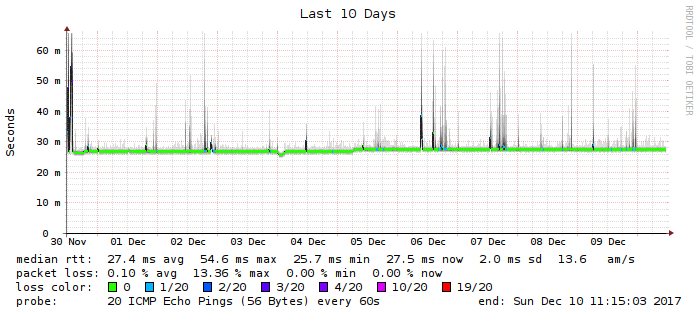 Last 10 Days
RRDTOOL / TOBI OETIKER
Seconds
60 m
50 m
40 m
30 m
20 m
10 m
0
30 Nov 01 Dec 02 Dec 03 Dec 04 Dec 05 Dec 06 Dec 07 Dec 08 Dec 09 Dec
median rtt: 27.4 ms avg 54.6 ms max 25.7 ms min 27.5 ms now 2.0 ms sd 13.6 am/s
packet loss: 0.10 % avg 13.36 % max 0.00 % min 0.00 % now
loss color: 0 1/20 2/20 3/20 4/20 10/20 19/20
probe: 20 ICMP Echo Pings (56 Bytes) every 60s end: Sun Dec 10 11:15:03 2017